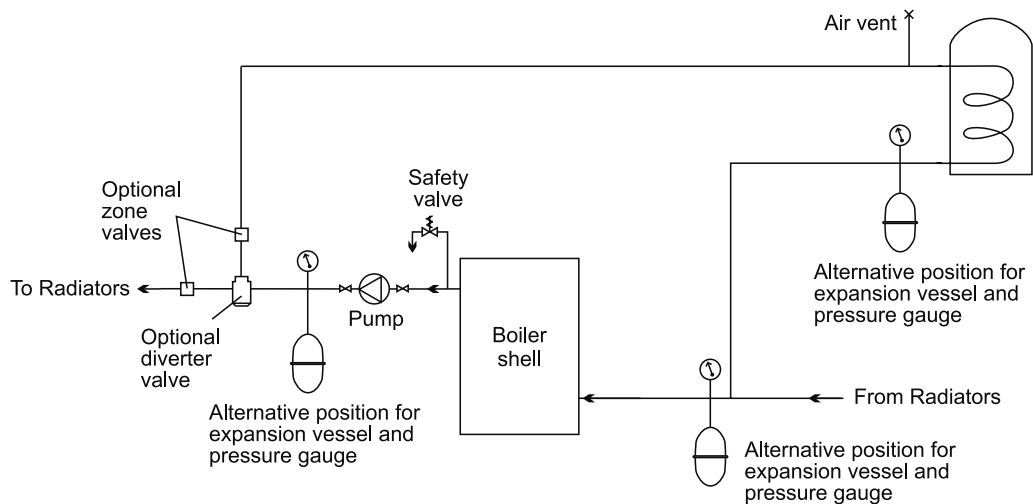 Air vent
Optional
zone
valves
Safety
valve
To Radiators
Pump
Optional
diverter
valve
Boiler
shell
Alternative position for
expansion vessel and
pressure gauge
Alternative position for
expansion vessel and
pressure gauge
From Radiators
Alternative position for
expansion vessel and
pressure gauge